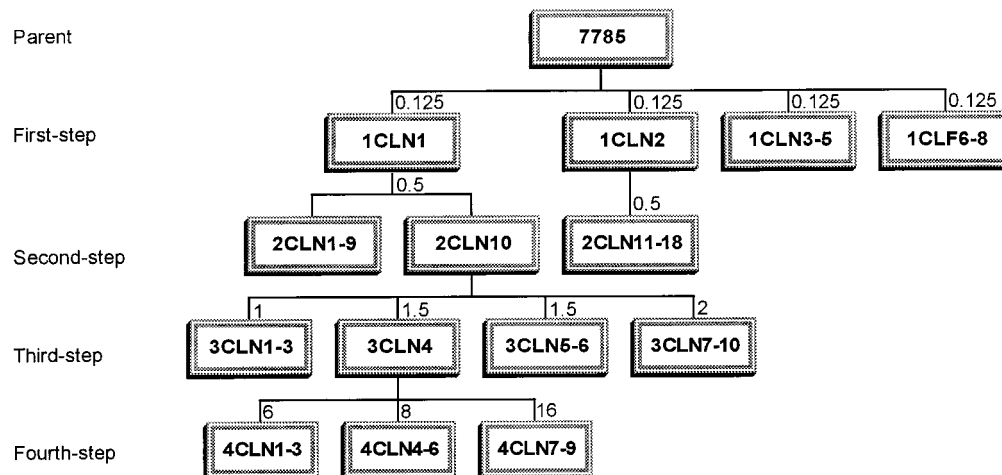 Parent
7785
0.125 0.125 0.125 0.125
First-step
1CLN1 1CLN2 1CLN3-5 1CLF6-8
0.5 0.5
Second-step
2CLN1-9 2CLN10 2CLN11-18
1 1.5 1.5 2
Third-step
3CLN1-3 3CLN4 3CLN5-6 3CLN7-10
6 8 16
Fourth-step
4CLN1-3 4CLN4-6 4CLN7-9